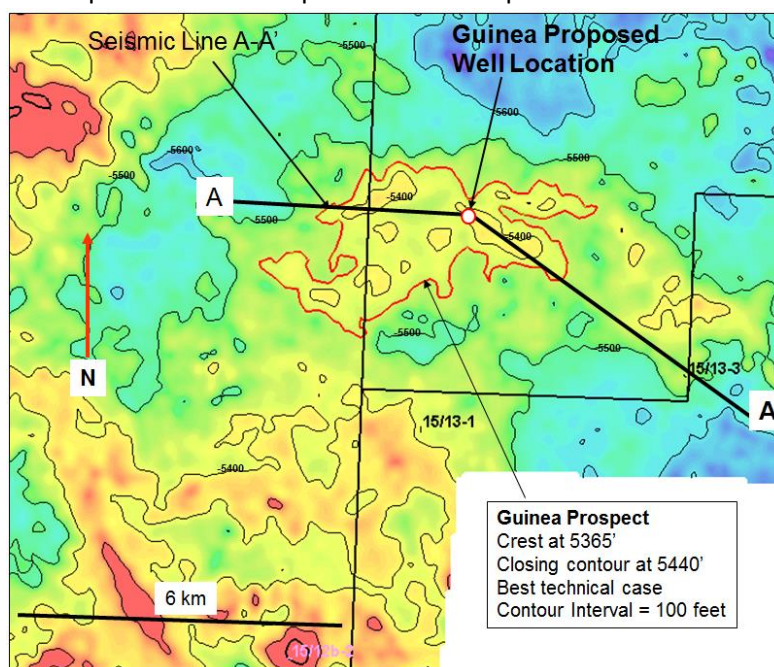 Seismic Line A-A'
Guinea Proposed
Well Location
-5500
-5600
-5600
-5500
-5500
A
-5400
-5500
-5400
N
-5500
-5500
15/13-3
A
15/13-1
-5400
Guinea Prospect
Crest at 5365'
Closing contour at 5440'
Best technical case
Contour Interval = 100 feet
6 km